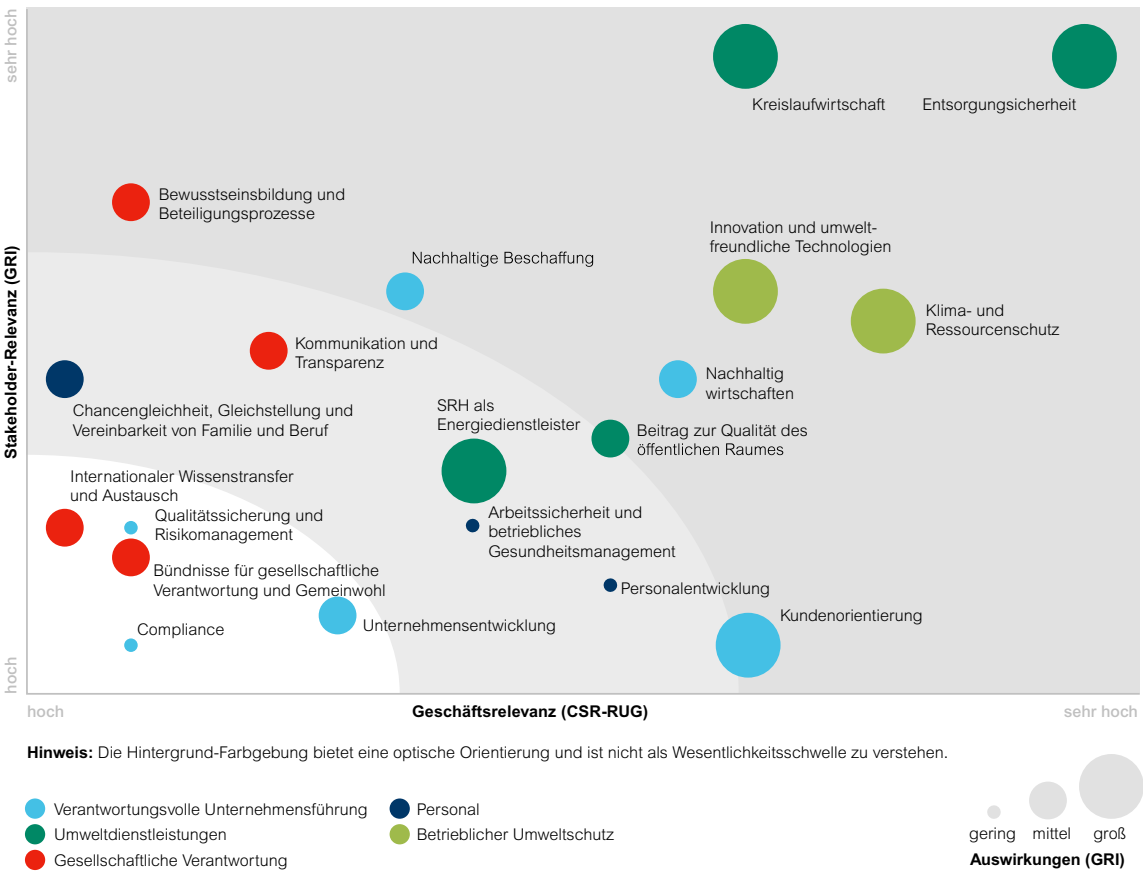 sehr hoch
Stakeholder-Relevanz (GRI)
hoch
Kreislaufwirtschaft
Entsorgungsicherheit
Bewusstseinsbildung und
Beteiligungsprozesse
Innovation und umwelt-
freundliche Technologien
Nachhaltige Beschaffung
Klima- und
Ressourcenschutz
Kommunikation und
Transparenz
Nachhaltig
wirtschaften
Chancengleichheit, Gleichstellung und
Vereinbarkeit von Familie und Beruf
SRH als
Energiedienstleister
Beitrag zur Qualität des
öffentlichen Raumes
Internationaler Wissenstransfer
und Austausch
Qualitätssicherung und
Risikomanagement
Arbeitssicherheit und
betriebliches
Gesundheitsmanagement
Bündnisse für gesellschaftliche
Verantwortung und Gemeinwohl
Personalentwicklung
Kundenorientierung
Compliance
Unternehmensentwicklung
hoch
Geschäftsrelevanz (CSR-RUG)
sehr hoch
Hinweis: Die Hintergrund-Farbgebung bietet eine optische Orientierung und ist nicht als Wesentlichkeitsschwelle zu verstehen.
Verantwortungsvolle Unternehmensführung
Umweltdienstleistungen
Gesellschaftliche Verantwortung
Personal
Betrieblicher Umweltschutz
gering mittel groß
Auswirkungen (GRI)